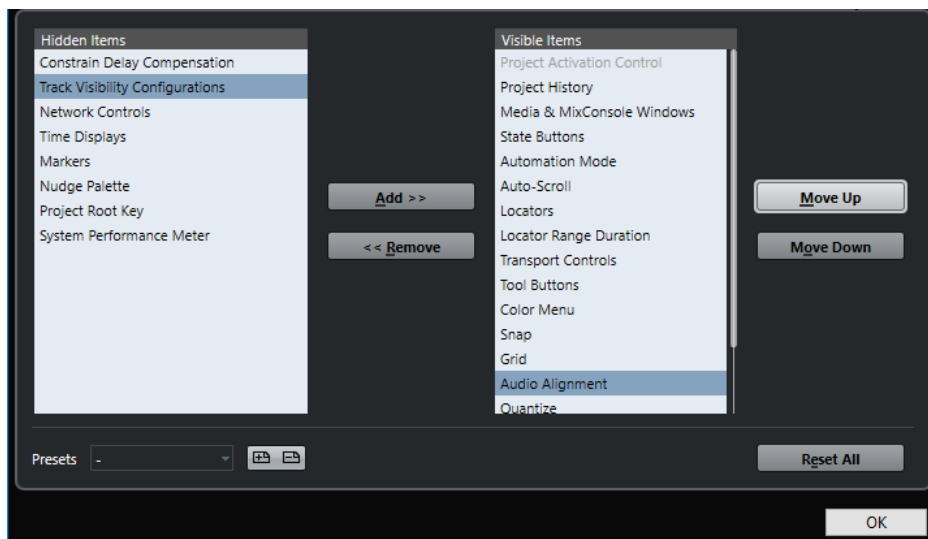 Hidden Items
Constrain Delay Compensation
Track Visibility Configurations
Network Controls
Time Displays
Markers
Nudge Palette
Project Root Key
System Performance Meter
Add >>
<< Remove
Visible Items
Project Activation Control
Project History
Media & MixConsole Windows
State Buttons
Automation Mode
Auto-Scroll
Locators
Locator Range Duration
Transport Controls
Tool Buttons
Color Menu
Snap
Grid
Audio Alignment
Quantize
Move Up
Move Down
Presets -
Reset All
OK